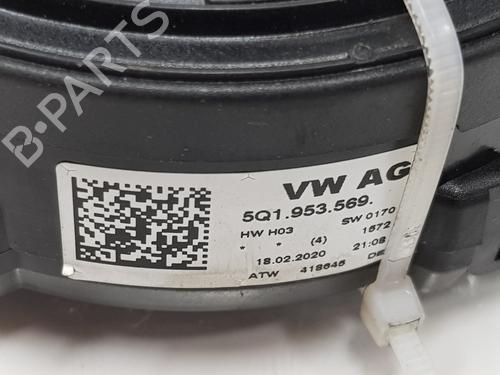 B·PARTS
VW AG
5Q1.953.569.
HW H03 SW 0170
* * (4) 1572
18.02.2020 21:08
ATW 418645 DE